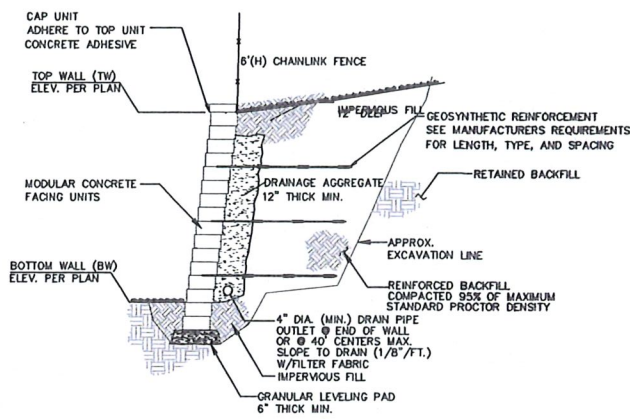 CAP UNIT
ADHERE TO TOP UNIT
CONCRETE ADHESIVE
6'(H) CHAINLINK FENCE
TOP WALL (TW)
ELEV. PER PLAN
IMPERVIOUS FILL
12" DEEP
GEOSYNTHETIC REINFORCEMENT
SEE MANUFACTURERS REQUIREMENTS
FOR LENGTH, TYPE, AND SPACING
RETAINED BACKFILL
MODULAR CONCRETE
FACING UNITS
DRAINAGE AGGREGATE
12" THICK MIN.
APPROX.
EXCAVATION LINE
BOTTOM WALL (BW)
ELEV. PER PLAN
REINFORCED BACKFILL
COMPACTED 95% OF MAXIMUM
STANDARD PROCTOR DENSITY
4" DIA. (MIN.) DRAIN PIPE
OUTLET @ END OF WALL
OR @ 40' CENTERS MAX.
SLOPE TO DRAIN (1/8"/FT.)
W/FILTER FABRIC
IMPERVIOUS FILL
GRANULAR LEVELING PAD
6" THICK MIN.